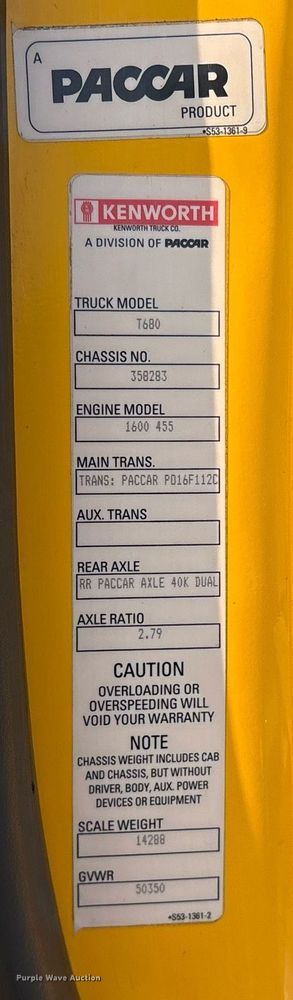 A
PACCAR
PRODUCT
*S53-1361-9
KENWORTH
KENWORTH TRUCK CO.
A DIVISION OF PACCAR
TRUCK MODEL
T680
CHASSIS NO.
358283
ENGINE MODEL
1600 455
MAIN TRANS.
TRANS: PACCAR PO16F112C
AUX. TRANS
REAR AXLE
RR PACCAR AXLE 40K DUAL
AXLE RATIO
2.79
CAUTION
OVERLOADING OR
OVERSPEEDING WILL
VOID YOUR WARRANTY
NOTE
CHASSIS WEIGHT INCLUDES CAB
AND CHASSIS, BUT WITHOUT
DRIVER, BODY, AUX. POWER
DEVICES OR EQUIPMENT
SCALE WEIGHT
14288
GVWR
50350
*S53-1361-2
Purple Wave Auction